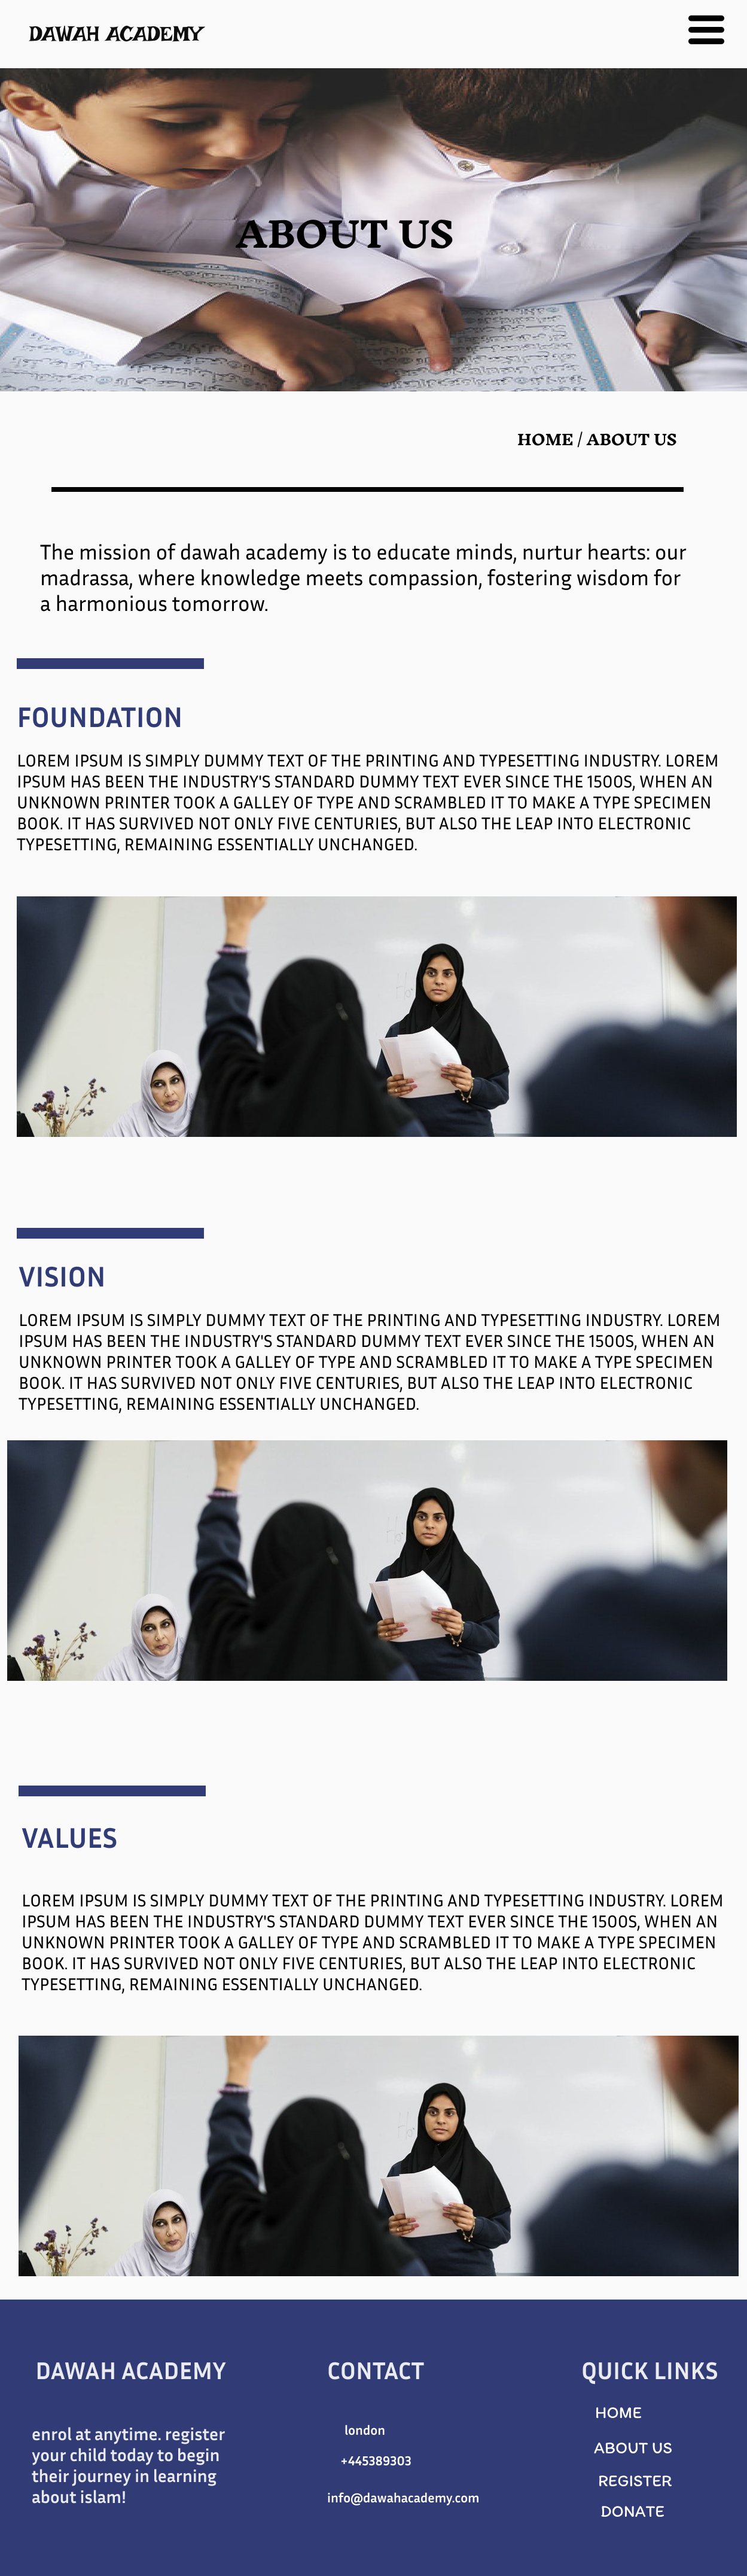 DAWAH ACADEMY
ABOUT US
HOME / ABOUT US
The mission of dawah academy is to educate minds, nurtur hearts: our
madrassa, where knowledge meets compassion, fostering wisdom for
a harmonious tomorrow.
FOUNDATION
LOREM IPSUM IS SIMPLY DUMMY TEXT OF THE PRINTING AND TYPESETTING INDUSTRY. LOREM
IPSUM HAS BEEN THE INDUSTRY'S STANDARD DUMMY TEXT EVER SINCE THE 1500S, WHEN AN
UNKNOWN PRINTER TOOK A GALLEY OF TYPE AND SCRAMBLED IT TO MAKE A TYPE SPECIMEN
BOOK. IT HAS SURVIVED NOT ONLY FIVE CENTURIES, BUT ALSO THE LEAP INTO ELECTRONIC
TYPESETTING, REMAINING ESSENTIALLY UNCHANGED.
VISION
LOREM IPSUM IS SIMPLY DUMMY TEXT OF THE PRINTING AND TYPESETTING INDUSTRY. LOREM
IPSUM HAS BEEN THE INDUSTRY'S STANDARD DUMMY TEXT EVER SINCE THE 1500S, WHEN AN
UNKNOWN PRINTER TOOK A GALLEY OF TYPE AND SCRAMBLED IT TO MAKE A TYPE SPECIMEN
BOOK. IT HAS SURVIVED NOT ONLY FIVE CENTURIES, BUT ALSO THE LEAP INTO ELECTRONIC
TYPESETTING, REMAINING ESSENTIALLY UNCHANGED.
VALUES
LOREM IPSUM IS SIMPLY DUMMY TEXT OF THE PRINTING AND TYPESETTING INDUSTRY. LOREM
IPSUM HAS BEEN THE INDUSTRY'S STANDARD DUMMY TEXT EVER SINCE THE 1500S, WHEN AN
UNKNOWN PRINTER TOOK A GALLEY OF TYPE AND SCRAMBLED IT TO MAKE A TYPE SPECIMEN
BOOK. IT HAS SURVIVED NOT ONLY FIVE CENTURIES, BUT ALSO THE LEAP INTO ELECTRONIC
TYPESETTING, REMAINING ESSENTIALLY UNCHANGED.
DAWAH ACADEMY
enrol at anytime. register
your child today to begin
their journey in learning
about islam!
CONTACT
london
+445389303
info@dawahacademy.com
QUICK LINKS
HOME
ABOUT US
REGISTER
DONATE